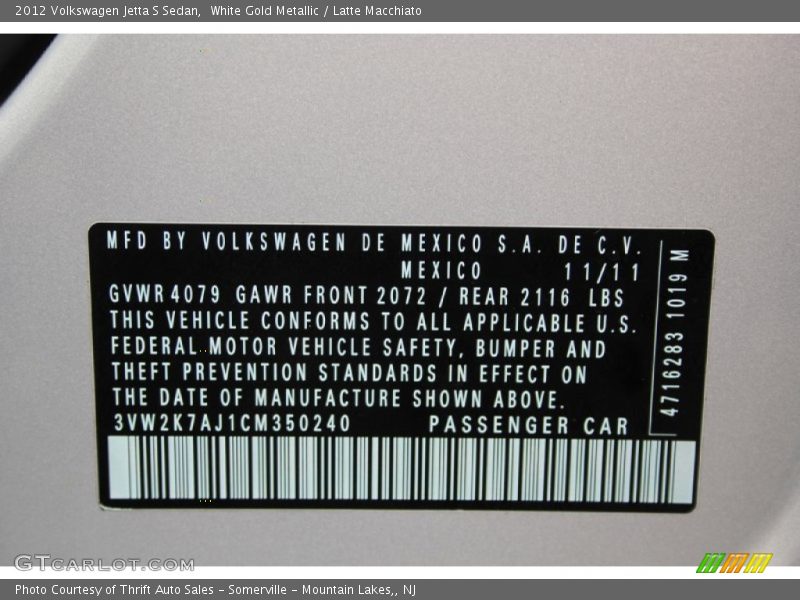 2012 Volkswagen Jetta S Sedan,  White Gold Metallic / Latte Macchiato
MFD BY VOLKSWAGEN DE MEXICO S.A. DE C.V.
MEXICO 11/11
GVWR 4079 GAWR FRONT 2072 / REAR 2116 LBS
THIS VEHICLE CONFORMS TO ALL APPLICABLE U.S.
FEDERAL MOTOR VEHICLE SAFETY, BUMPER AND
THEFT PREVENTION STANDARDS IN EFFECT ON
THE DATE OF MANUFACTURE SHOWN ABOVE.
3VW2K7AJ1CM350240 PASSENGER CAR
4716283 1019 M
GTCARLOT.COM
Photo Courtesy of Thrift Auto Sales - Somerville - Mountain Lakes,, NJ